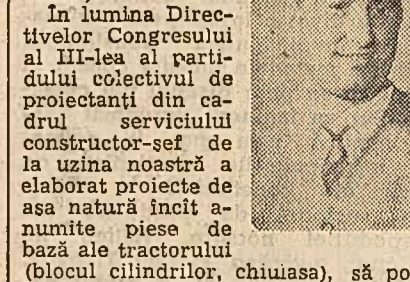 În lumina Direc-
tivelor Congresului
al III-lea al parti-
dului colectivul de
proiectanți din ca-
drul serviciului
constructor-șef de
la uzina noastră a
elaborat proiecte de
așa natură încît a-
numite piese de
bază ale tractorului
(blocul cilindrilor, chiulasa), să po